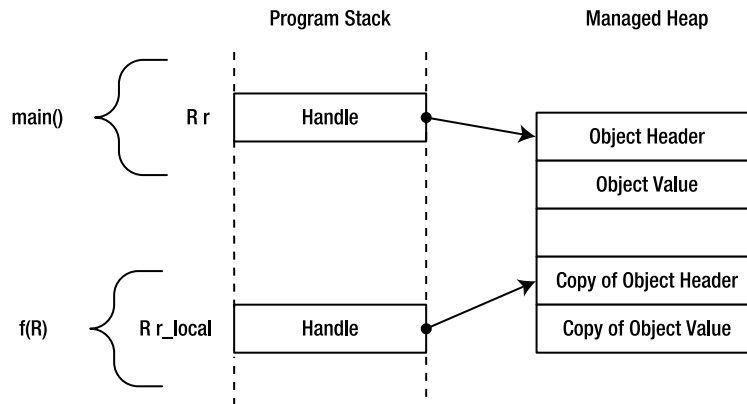 Program Stack
Managed Heap
main()
R r
Handle
Object Header
Object Value
Copy of Object Header
f(R)
R r_local
Handle
Copy of Object Value